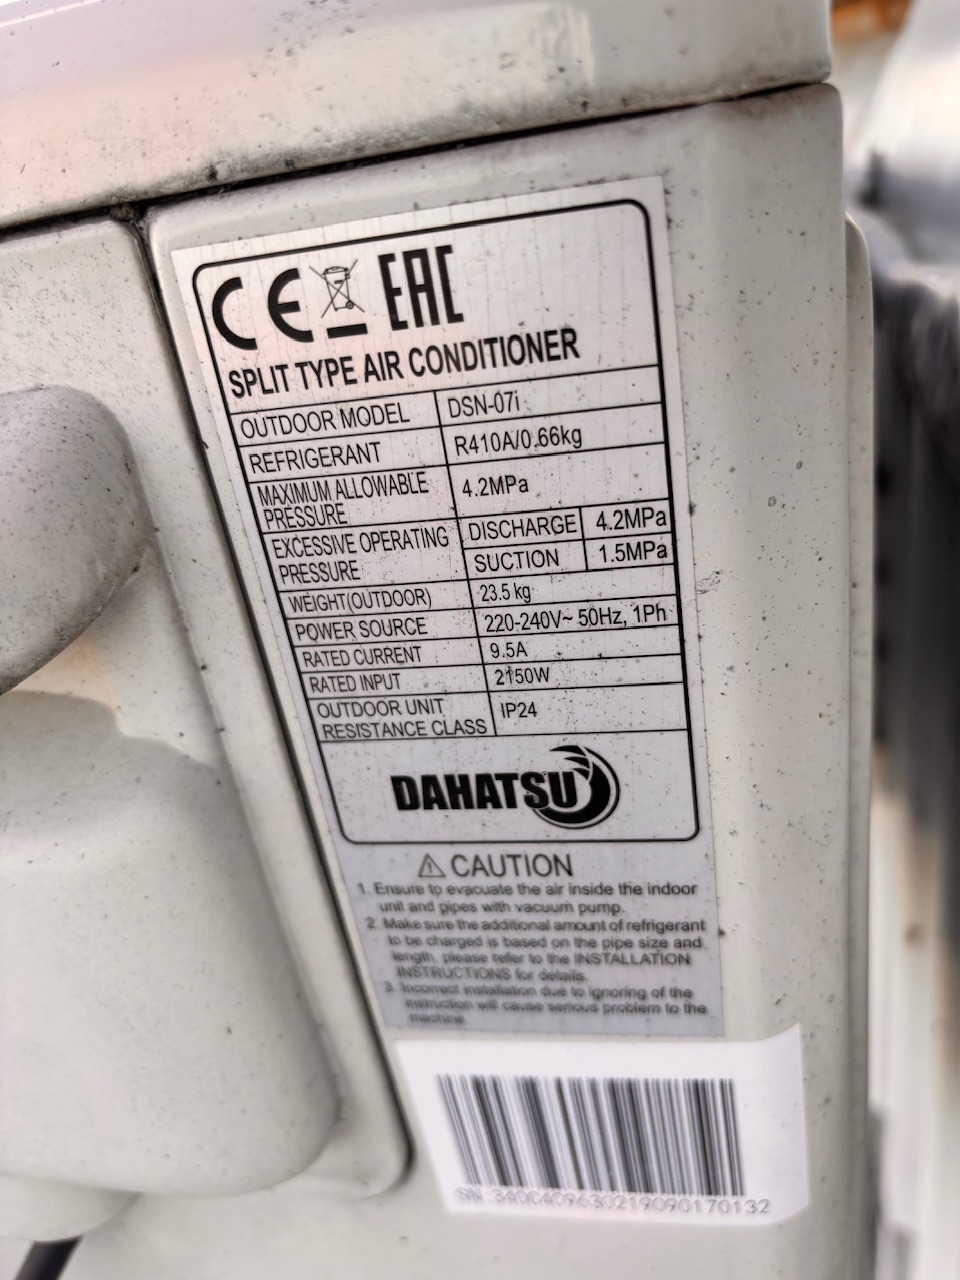 CE EAC
SPLIT TYPE AIR CONDITIONER
OUTDOOR MODEL DSN-07i
REFRIGERANT R410A/0.66kg
MAXIMUM ALLOWABLE PRESSURE 4.2MPa
EXCESSIVE OPERATING PRESSURE DISCHARGE 4.2MPa
SUCTION 1.5MPa
WEIGHT(OUTDOOR) 23.5 kg
POWER SOURCE 220-240V~ 50Hz, 1Ph
RATED CURRENT 9.5A
RATED INPUT 2150W
OUTDOOR UNIT RESISTANCE CLASS IP24
DAHATSU
CAUTION
1. Ensure to evacuate the air inside the indoor
unit and pipes with vacuum pump.
2. Make sure the additional amount of refrigerant
to be charged is based on the pipe size and
length, please refer to the INSTALLATION
INSTRUCTIONS for details.
3. Incorrect installation due to ignoring of the
instruction will cause serious problem to the
machine.
SN